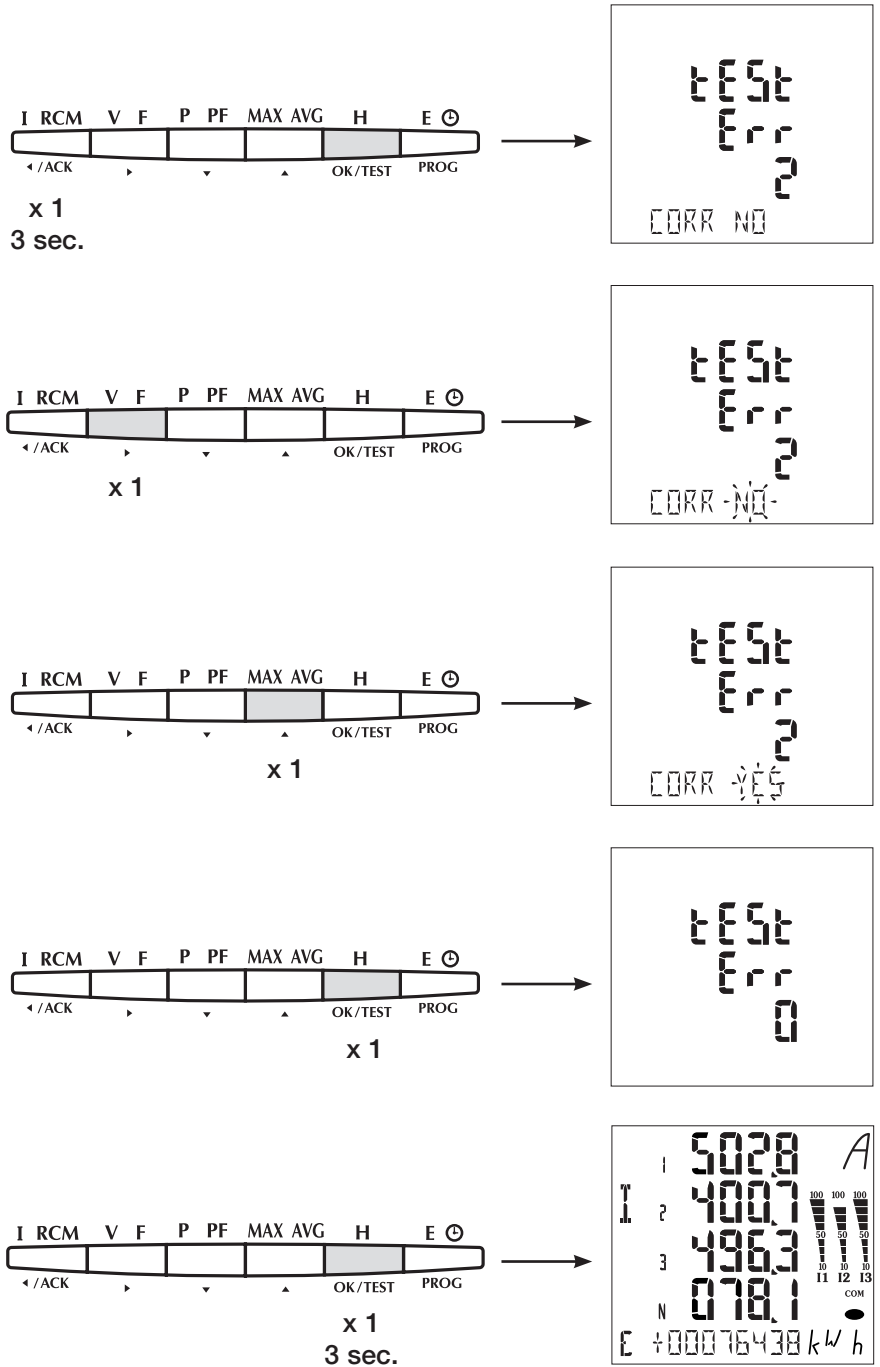 I RCM V F P PF MAX AVG H E
/ACK OK/TEST PROG
x 1
3 sec.
tESt
Err
2
CORR NO
I RCM V F P PF MAX AVG H E
/ACK OK/TEST PROG
x 1
tESt
Err
2
CORR NO
I RCM V F P PF MAX AVG H E
/ACK OK/TEST PROG
x 1
tESt
Err
2
CORR YES
I RCM V F P PF MAX AVG H E
/ACK OK/TEST PROG
x 1
tESt
Err
0
I RCM V F P PF MAX AVG H E
/ACK OK/TEST PROG
x 1
3 sec.
1 502.8 A
I 2 400.7
3 496.3
N 078.1
100 100 100
50 50 50
10 10 10
I1 I2 I3
COM
E +00076438 kWh